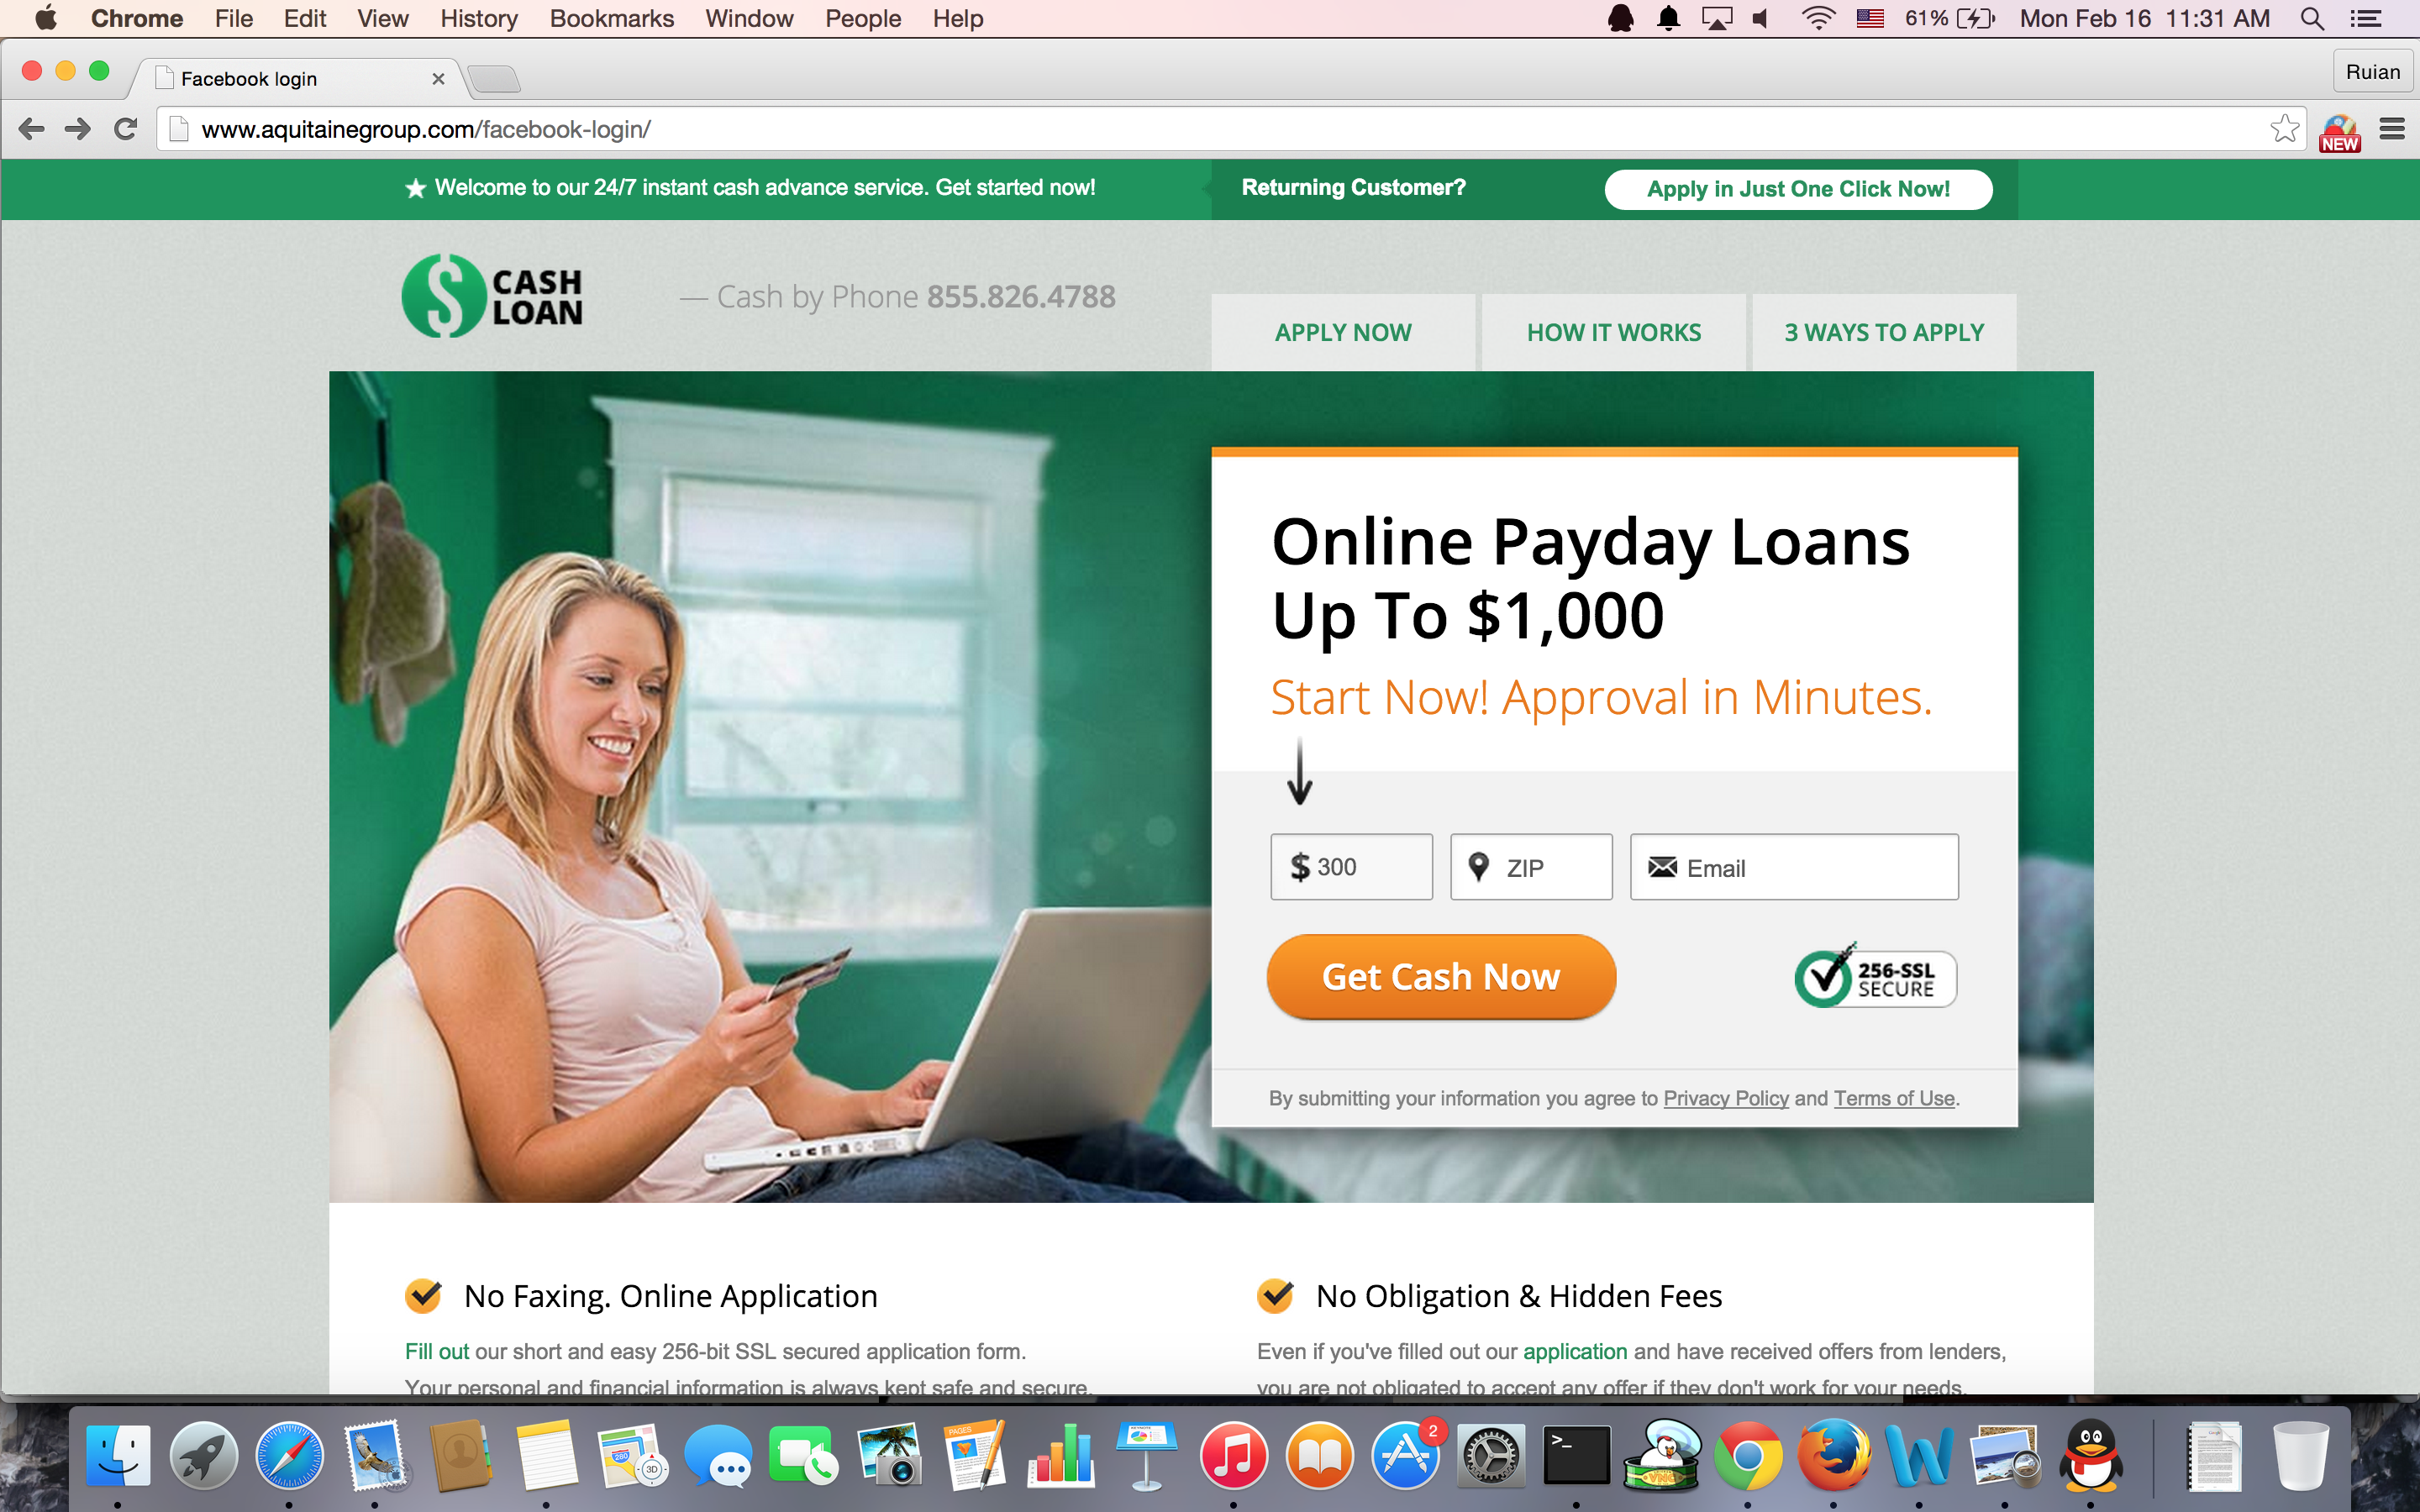 Chrome File Edit View History Bookmarks Window People Help 61% Mon Feb 16 11:31 AM
Facebook login
Ruian
www.aquitainegroup.com/facebook-login/
NEW
Welcome to our 24/7 instant cash advance service. Get started now!
Returning Customer?
Apply in Just One Click Now!
$ CASH
LOAN
— Cash by Phone 855.826.4788
APPLY NOW
HOW IT WORKS
3 WAYS TO APPLY
Online Payday Loans
Up To $1,000
Start Now! Approval in Minutes.
$ 300
ZIP
Email
Get Cash Now
256-SSL
SECURE
By submitting your information you agree to Privacy Policy and Terms of Use.
No Faxing. Online Application
Fill out our short and easy 256-bit SSL secured application form.
Your personal and financial information is always kept safe and secure.
No Obligation & Hidden Fees
Even if you've filled out our application and have received offers from lenders,
you are not obligated to accept any offer if they don't work for your needs.
280
3D
PAGES
2
>_
VNC
W